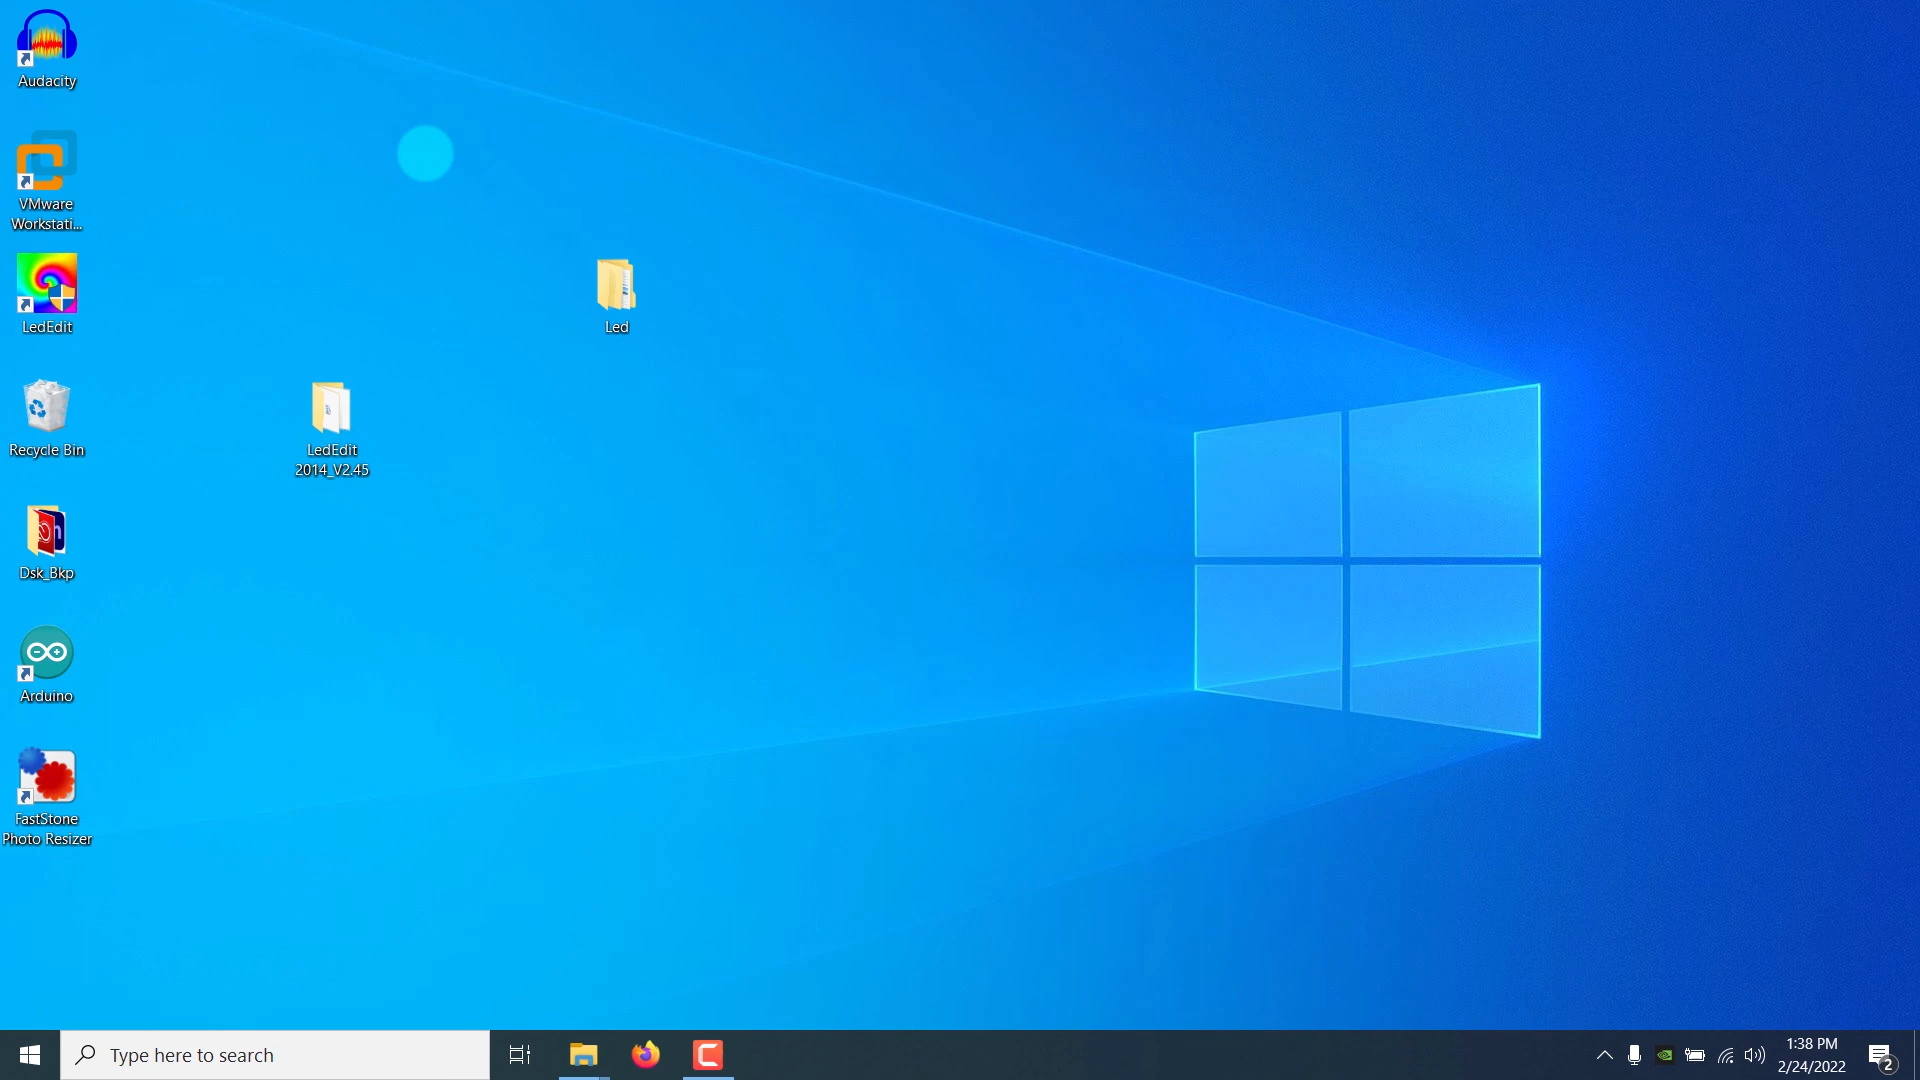 Audacity
VMware
Workstati...
LedEdit
Recycle Bin
Dsk_Bkp
Arduino
FastStone
Photo Resizer
Led
LedEdit
2014_V2.45
Type here to search
1:38 PM
2/24/2022
2